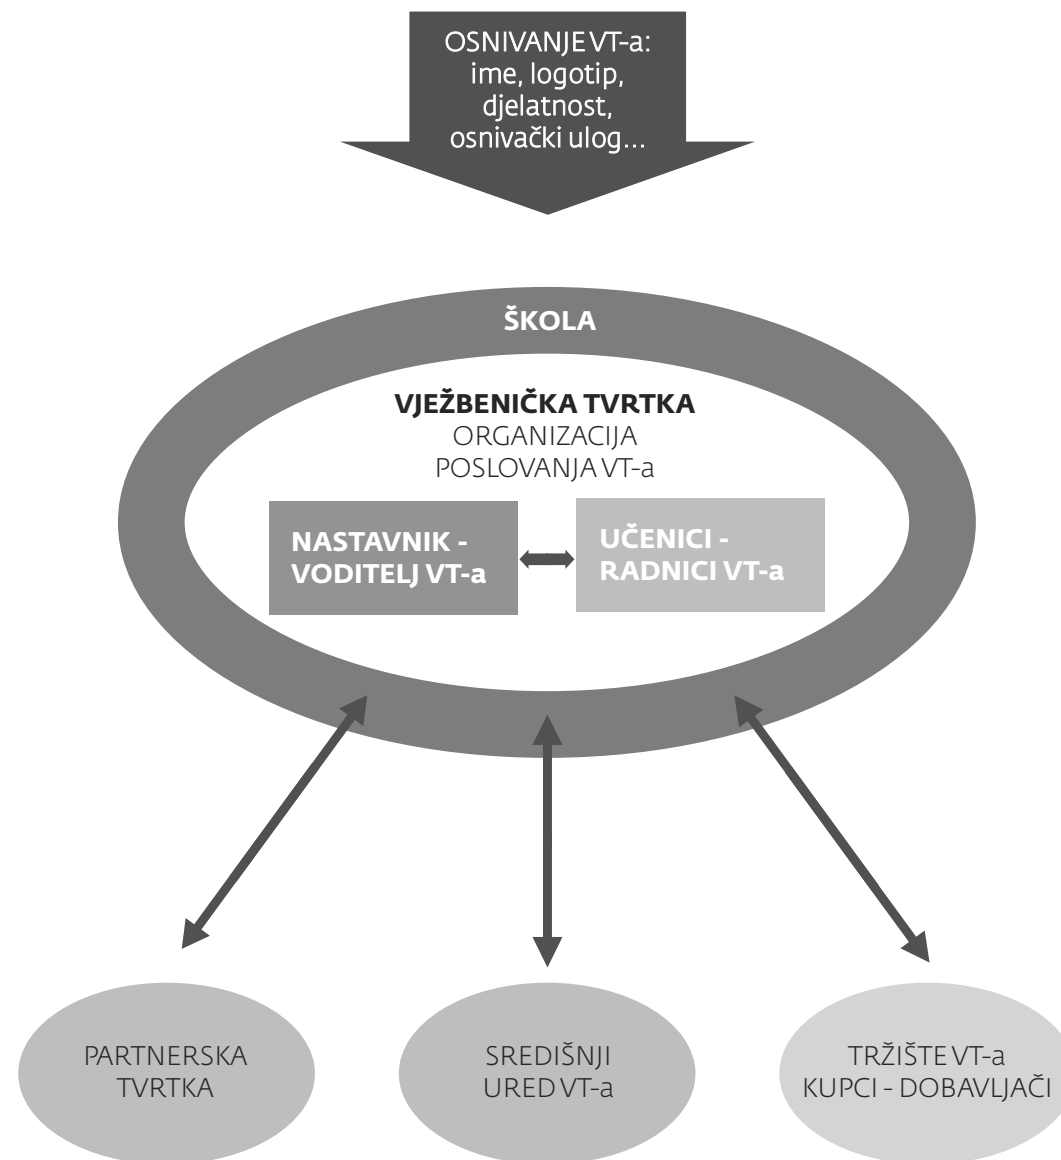 OSNIVANJE VT-a:
ime, logotip,
djelatnost,
osnivački ulog...
ŠKOLA
VJEŽBENIČKA TVRTKA
ORGANIZACIJA
POSLOVANJA VT-a
NASTAVNIK -
VODITELJ VT-a
UČENICI -
RADNICI VT-a
PARTNERSKA
TVRTKA
SREDIŠNJI
URED VT-a
TRŽIŠTE VT-a
KUPCI - DOBAVLJAČI